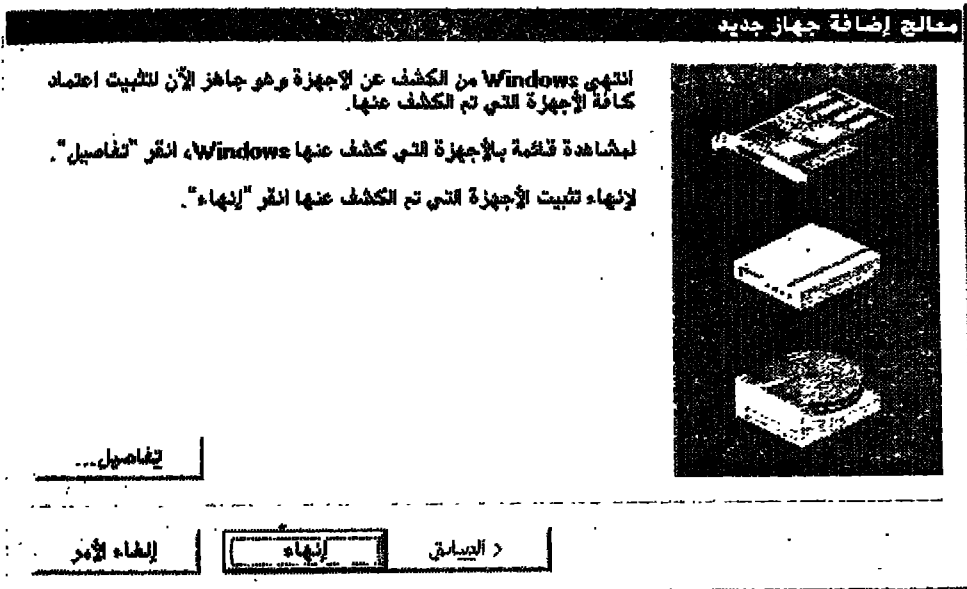 معالج إضافة جهاز جديد
انتهى Windows من الكشف عن الاجهزة وهو جاهز الآن لتثبيت اعتماد
كافة الأجهزة التي تم الكشف عنها.
لمشاهدة قائمة بالأجهزة التي كشف عنها Windows، انقر "تفاصيل".
لإنهاء تثبيت الأجهزة التي تم الكشف عنها انقر "إنهاء".
تفاصيل...
< السابق
إنهاء
إلغاء الأمر